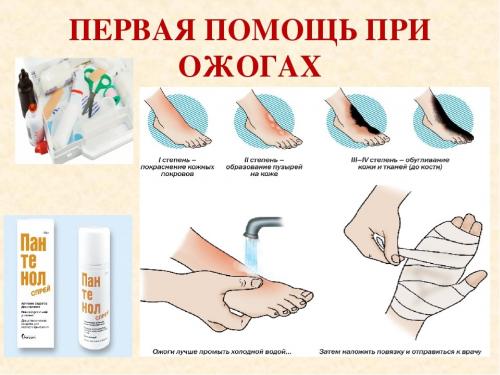 ПЕРВАЯ ПОМОЩЬ ПРИ
ОЖОГАХ
I степень –
покраснение кожных
покровов
II степень –
образование пузырей
на коже
III–IV степень – обугливание
кожи и тканей (до кости)
Пан
те
нол
СПРЕЙ
Пан
те
нол
СПРЕЙ
Ожоги лучше промыть холодной водой...
Затем наложить повязку и отправиться к врачу